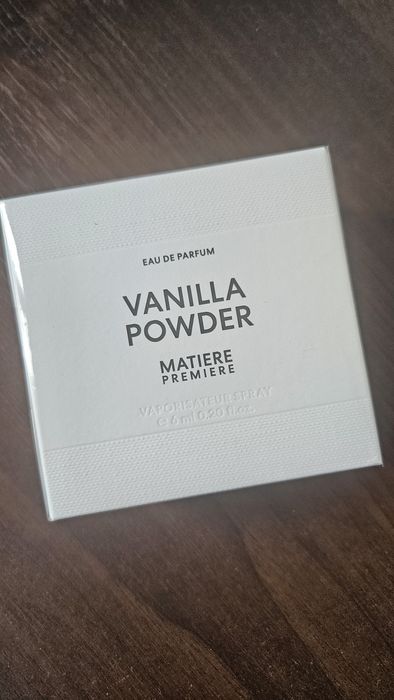 EAU DE PARFUM
VANILLA
POWDER
MATIERE
PREMIERE
VAPORISATEUR SPRAY
℮ 6 ml 0.20 fl.oz.